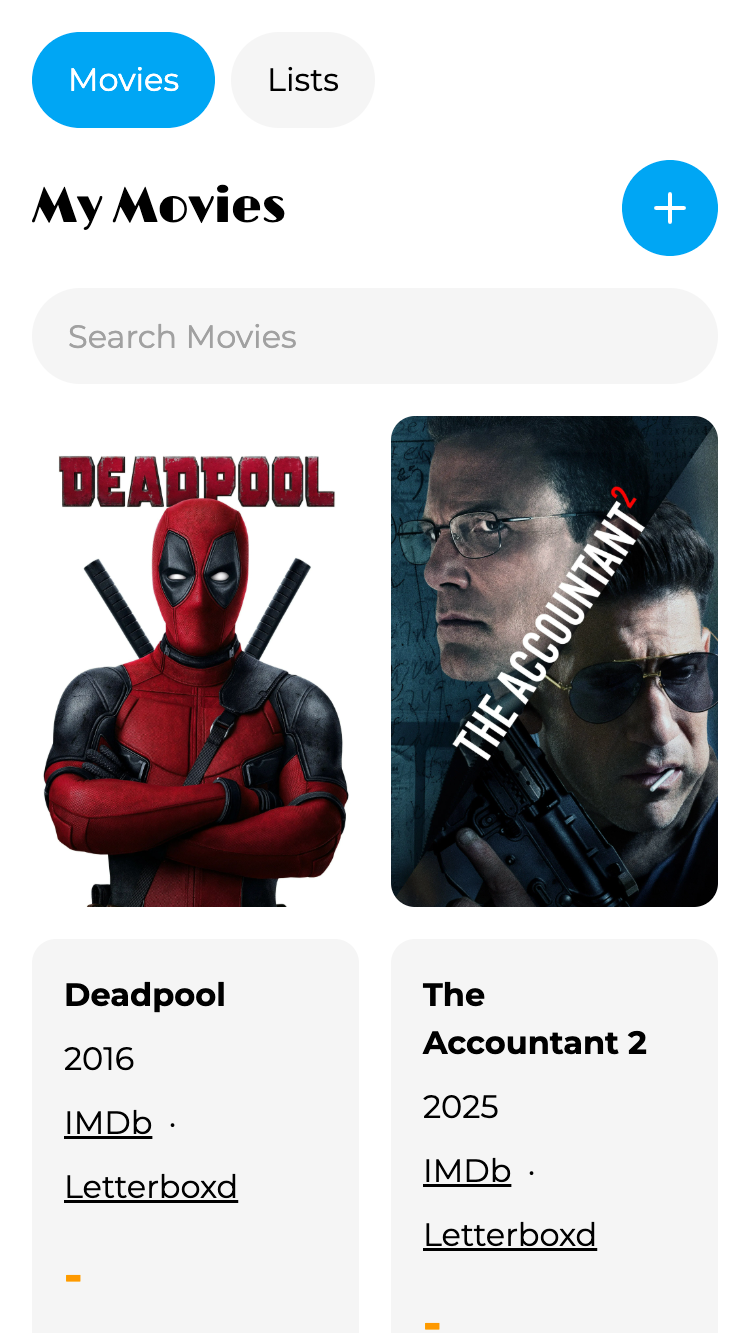 Movies
Lists
My Movies
Search Movies
DEADPOOL
THE ACCOUNTANT 2
Deadpool
2016
IMDb ·
Letterboxd
-
The
Accountant 2
2025
IMDb ·
Letterboxd
-